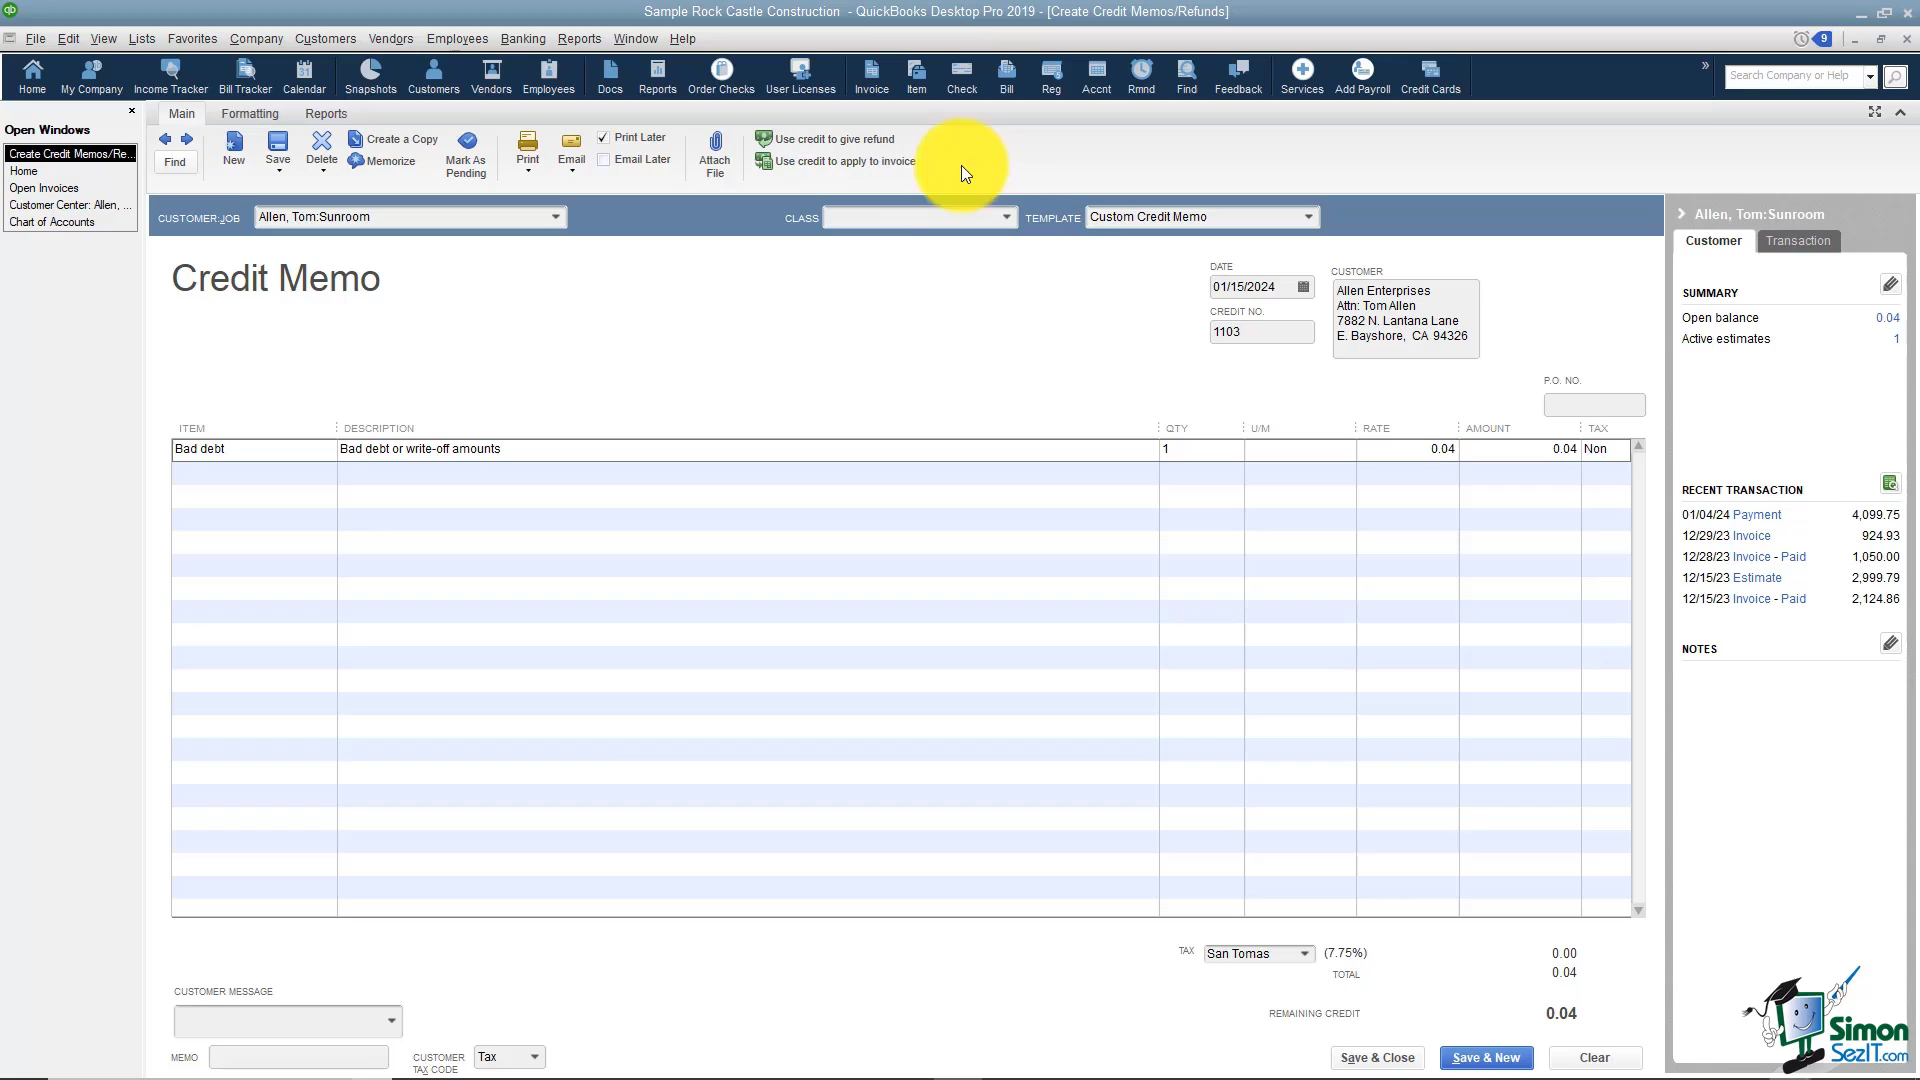 qb
Sample Rock Castle Construction - QuickBooks Desktop Pro 2019 - [Create Credit Memos/Refunds]
File Edit View Lists Favorites Company Customers Vendors Employees Banking Reports Window Help
9
Home My Company Income Tracker Bill Tracker Calendar Snapshots Customers Vendors Employees Docs Reports Order Checks User Licenses Invoice Item Check Bill Reg Accnt Rmnd Find Feedback Services Add Payroll Credit Cards
Search Company or Help
Open Windows
Create Credit Memos/Re...
Home
Open Invoices
Customer Center: Allen, ...
Chart of Accounts
Main Formatting Reports
Find
New
Save
Delete
Create a Copy
Memorize
Mark As
Pending
Print
Email
Print Later
Email Later
Attach
File
Use credit to give refund
Use credit to apply to invoice
CUSTOMER:JOB Allen, Tom:Sunroom
CLASS
TEMPLATE Custom Credit Memo
Credit Memo
DATE
01/15/2024
CREDIT NO.
1103
CUSTOMER
Allen Enterprises
Attn: Tom Allen
7882 N. Lantana Lane
E. Bayshore, CA 94326
P.O. NO.
ITEM DESCRIPTION QTY U/M RATE AMOUNT TAX
Bad debt Bad debt or write-off amounts 1 0.04 0.04 Non
TAX San Tomas (7.75%) 0.00
TOTAL 0.04
REMAINING CREDIT 0.04
CUSTOMER MESSAGE
MEMO
CUSTOMER
TAX CODE
Tax
Save & Close Save & New Clear
Allen, Tom:Sunroom
Customer Transaction
SUMMARY
Open balance 0.04
Active estimates 1
RECENT TRANSACTION
01/04/24 Payment 4,099.75
12/29/23 Invoice 924.93
12/28/23 Invoice - Paid 1,050.00
12/15/23 Estimate 2,999.79
12/15/23 Invoice - Paid 2,124.86
NOTES
Simon
SezIT.com